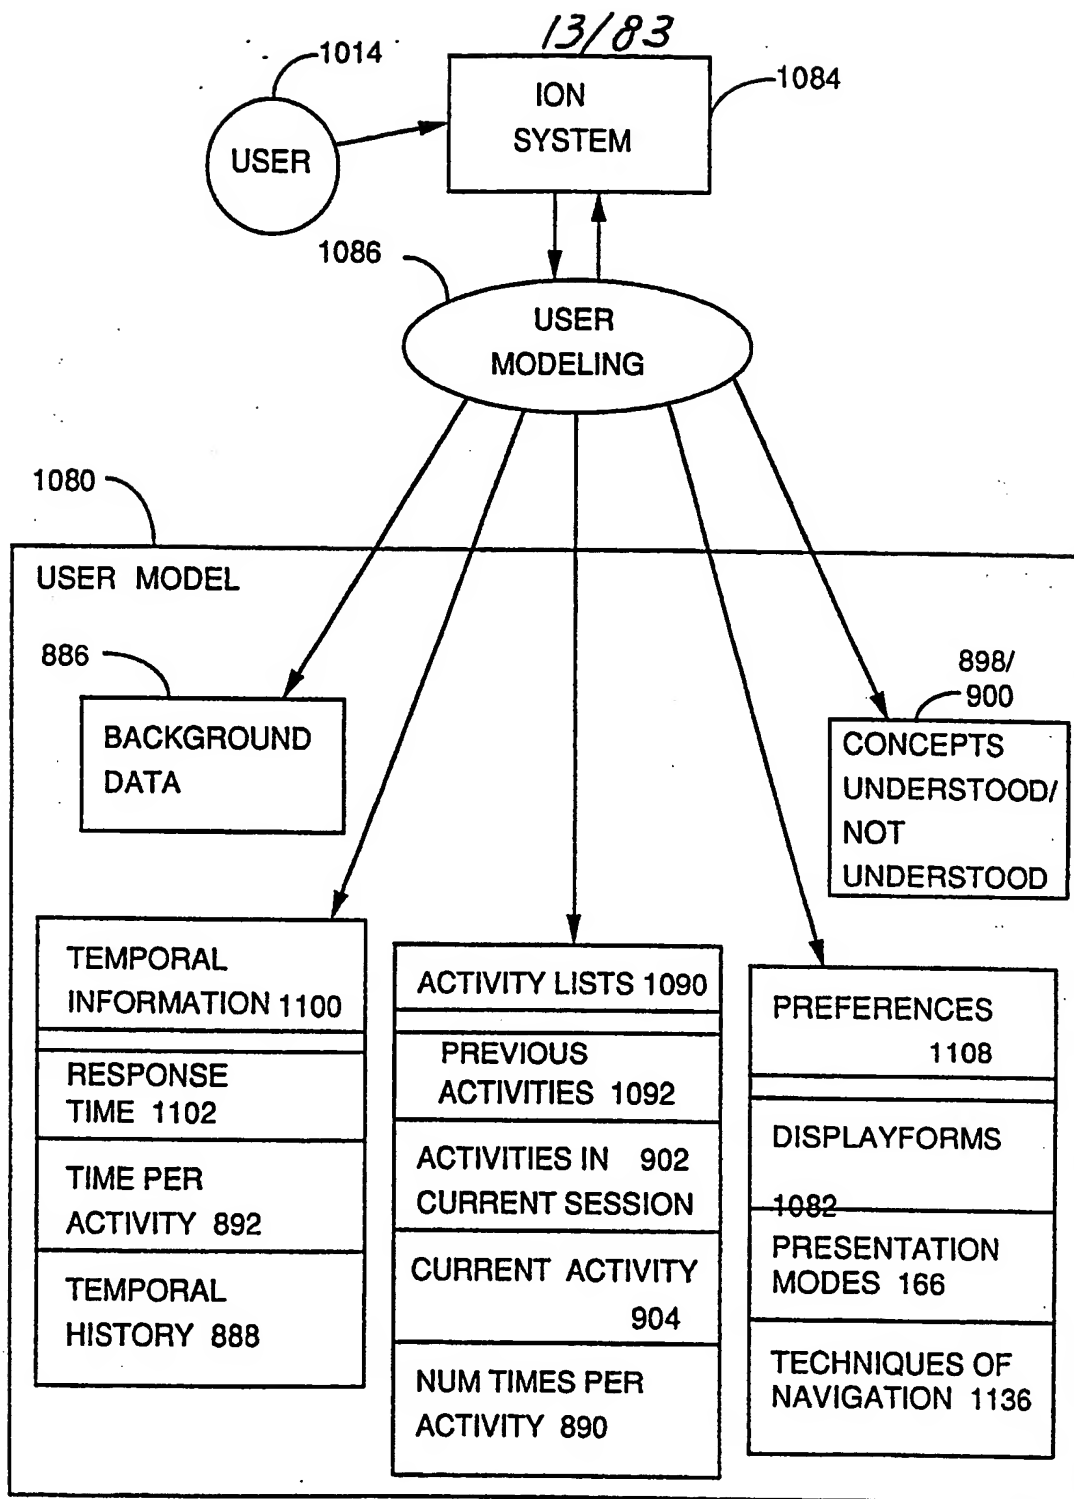 13/83
1014
ION
SYSTEM
1084
USER
1086
USER
MODELING
1080
USER MODEL
886
BACKGROUND
DATA
898/
900
CONCEPTS
UNDERSTOOD/
NOT
UNDERSTOOD
TEMPORAL
INFORMATION 1100
RESPONSE
TIME 1102
TIME PER
ACTIVITY 892
TEMPORAL
HISTORY 888
ACTIVITY LISTS 1090
PREVIOUS
ACTIVITIES 1092
ACTIVITIES IN 902
CURRENT SESSION
CURRENT ACTIVITY
904
NUM TIMES PER
ACTIVITY 890
PREFERENCES
1108
DISPLAYFORMS
1082
PRESENTATION
MODES 166
TECHNIQUES OF
NAVIGATION 1136